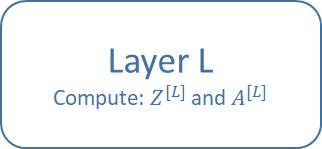 Layer L
Compute: Z^[L] and A^[L]